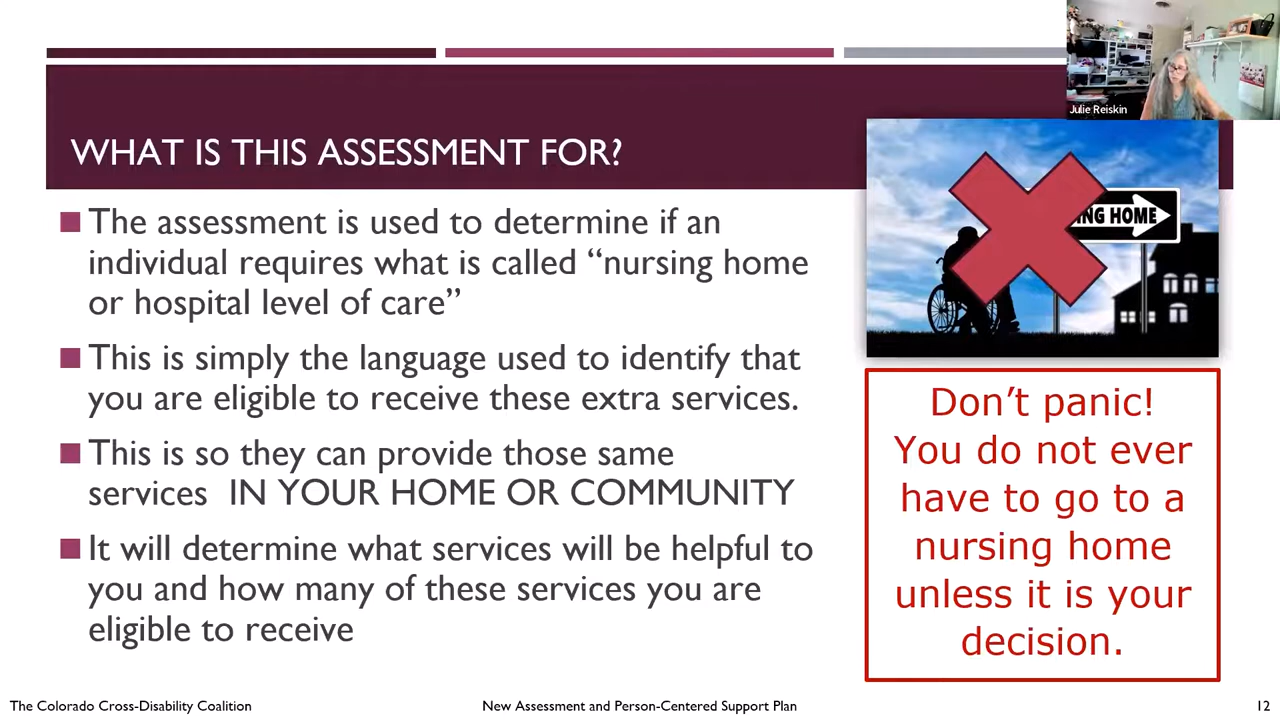 Julie Reiskin
WHAT IS THIS ASSESSMENT FOR?
The assessment is used to determine if an
individual requires what is called “nursing home
or hospital level of care”
This is simply the language used to identify that
you are eligible to receive these extra services.
This is so they can provide those same
services  IN YOUR HOME OR COMMUNITY
It will determine what services will be helpful to
you and how many of these services you are
eligible to receive
ING HOME
Don’t panic!
You do not ever
have to go to a
nursing home
unless it is your
decision.
The Colorado Cross-Disability Coalition
New Assessment and Person-Centered Support Plan
12